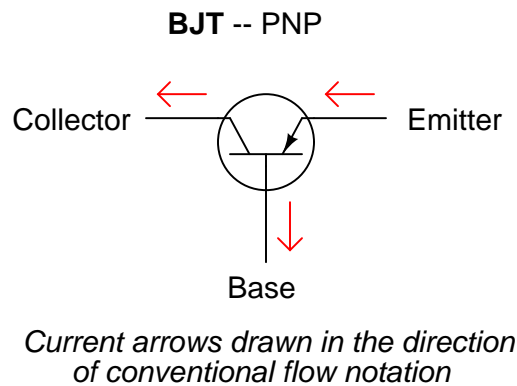 BJT -- PNP
Collector
Emitter
Base
Current arrows drawn in the direction
of conventional flow notation